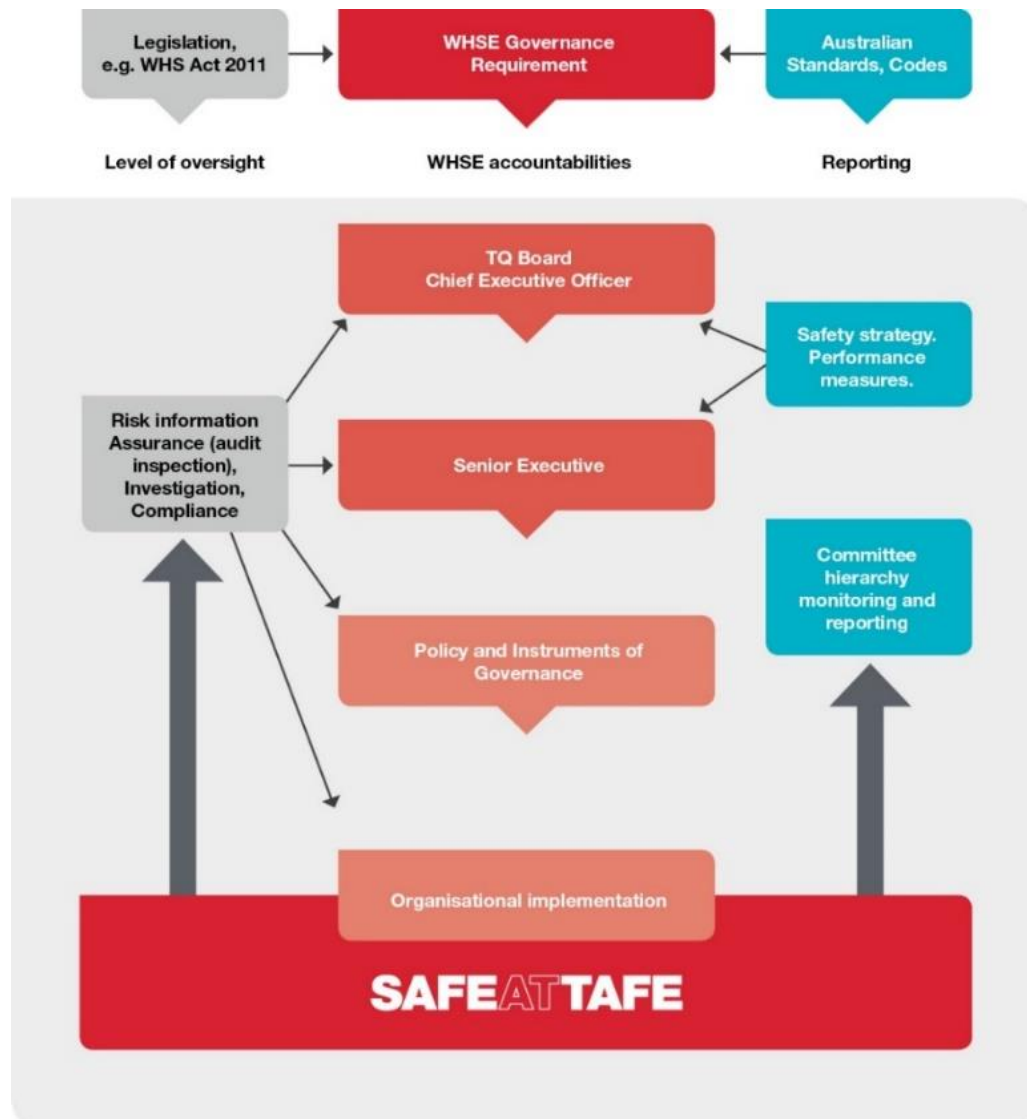 Legislation,
e.g. WHS Act 2011
WHSE Governance
Requirement
Australian
Standards, Codes
Level of oversight
WHSE accountabilities
Reporting
TQ Board
Chief Executive Officer
Safety strategy.
Performance
measures.
Risk information
Assurance (audit
inspection),
Investigation,
Compliance
Senior Executive
Committee
hierarchy
monitoring and
reporting
Policy and Instruments of
Governance
Organisational implementation
SAFEATTAFE